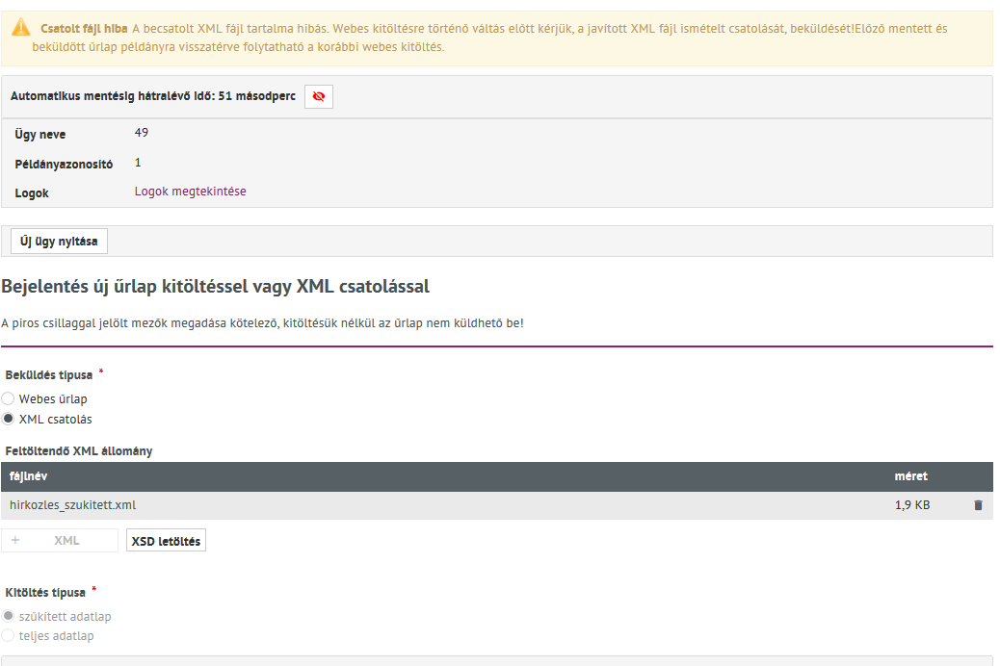 Csatolt fájl hiba A becsatolt XML fájl tartalma hibás. Webes kitöltésre történő váltás előtt kérjük, a javított XML fájl ismételt csatolását, beküldését!Előző mentett és
beküldött űrlap példányra visszatérve folytatható a korábbi webes kitöltés.
Automatikus mentésig hátralévő idő: 51 másodperc
Ügy neve 49
Példányazonosító 1
Logok Logok megtekintése
Új ügy nyitása
Bejelentés új űrlap kitöltéssel vagy XML csatolással
A piros csillaggal jelölt mezők megadása kötelező, kitöltésük nélkül az űrlap nem küldhető be!
Beküldés típusa *
Webes űrlap
XML csatolás
Feltöltendő XML állomány
fájlnév méret
hirkozles_szukitett.xml 1,9 KB
+ XML XSD letöltés
Kitöltés típusa *
szűkített adatlap
teljes adatlap